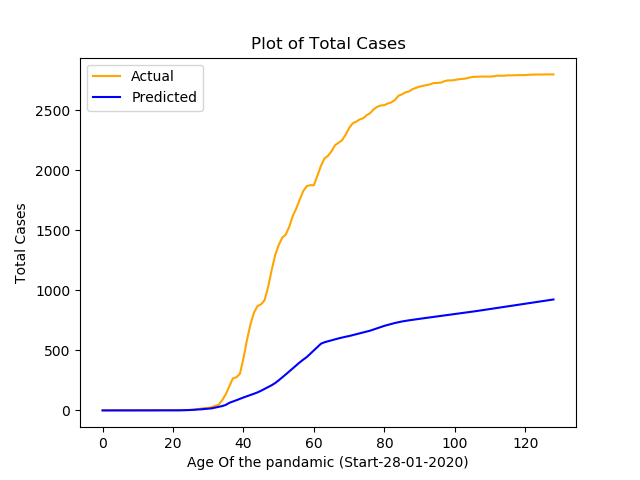 Plot of Total Cases
Actual
Predicted
Total Cases
2500
2000
1500
1000
500
0
0 20 40 60 80 100 120
Age Of the pandamic (Start-28-01-2020)